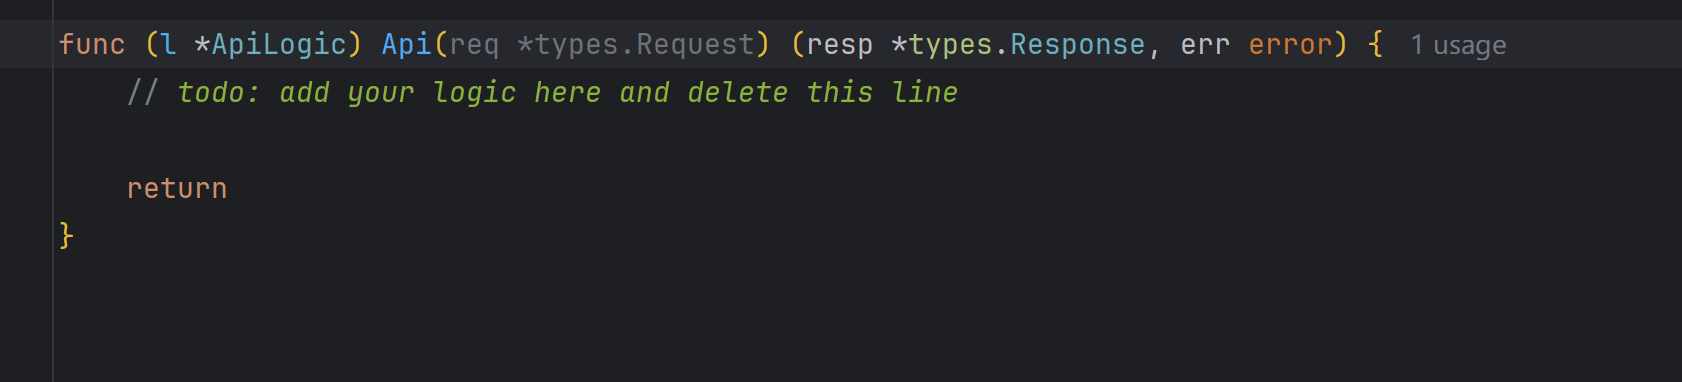 func (l *ApiLogic) Api(req *types.Request) (resp *types.Response, err error) { 1 usage
// todo: add your logic here and delete this line
return
}